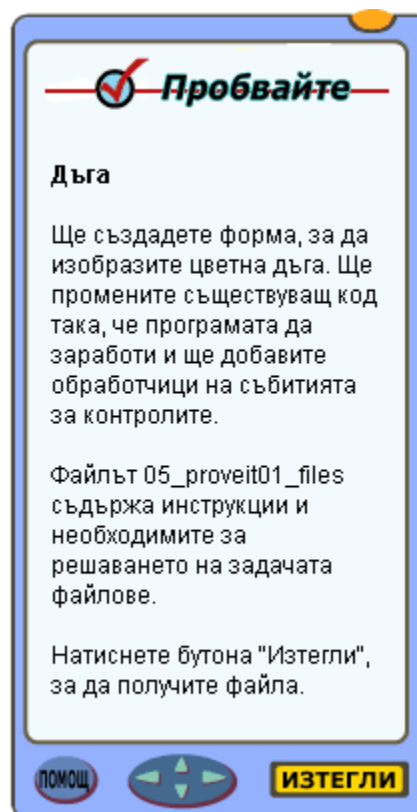 Пробвайте
Дъга
Ще създадете форма, за да
изобразите цветна дъга. Ще
промените съществуващ код
така, че програмата да
заработи и ще добавите
обработчици на събитията
за контролите.
Файлът 05_proveit01_files
съдържа инструкции и
необходимите за
решаването на задачата
файлове.
Натиснете бутона "Изтегли",
за да получите файла.
ПОМОЩ
ИЗТЕГЛИ